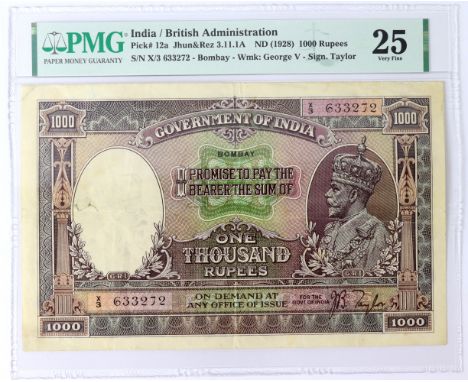 PMG
PAPER MONEY GUARANTY
India / British Administration
Pick# 12a Jhun&Rez 3.11.1A ND (1928) 1000 Rupees
S/N X/3 633272 - Bombay - Wmk: George V - Sign. Taylor
25
Very Fine
X/3 633272
1000
1000
GOVERNMENT OF INDIA
BOMBAY
I PROMISE TO PAY THE
BEARER THE SUM OF
ONE
THOUSAND
RUPEES
G.R.I.
G.R.I.
X/3 633272
ON DEMAND AT
ANY OFFICE OF ISSUE
FOR THE
GOVT. OF INDIA
JB Taylor
1000
1000